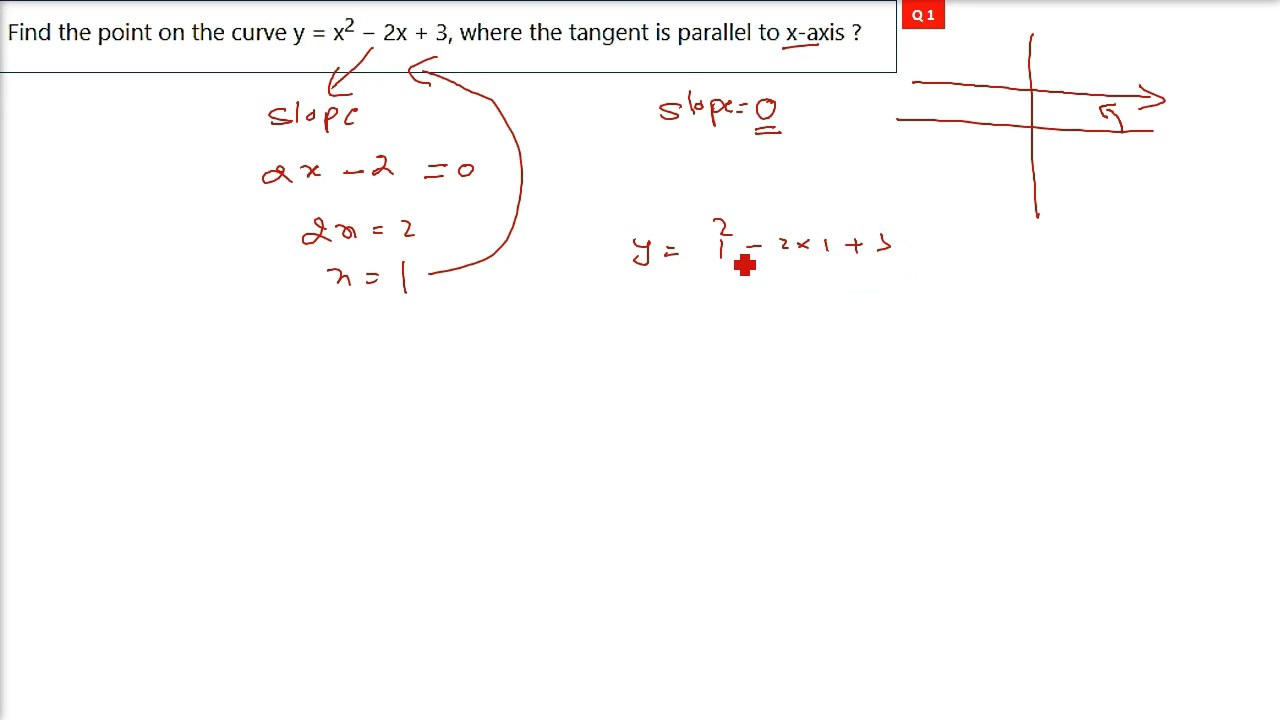 Find the point on the curve y = x² − 2x + 3, where the tangent is parallel to x-axis ?
Q 1
slope
slope = 0
2x - 2 = 0
2x = 2
x = 1
y = 1² - 2 × 1 + 3